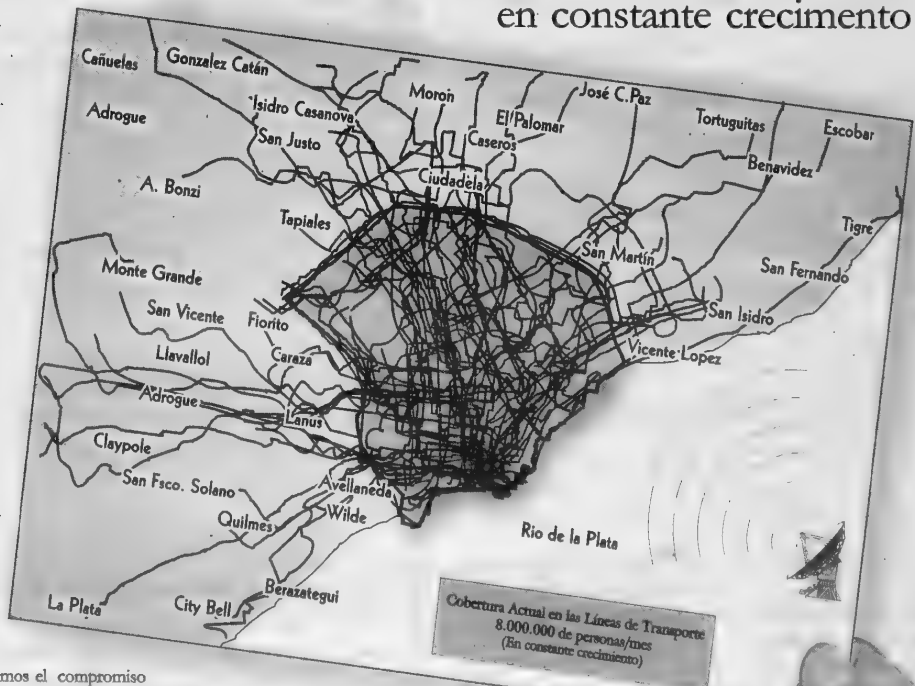 en constante crecimento
Cañuelas
Gonzalez Catán
Adrogue
Isidro Casanova
San Justo
Moron
El Palomar
Caseros
José C. Paz
Tortuguitas
Escobar
Benavidez
A. Bonzi
Ciudadela
Tapiales
Tigre
San Martín
San Fernando
Monte Grande
San Vicente
Fiorito
San Isidro
Llavallol
Caraza
Vicente Lopez
Adrogue
Lanus
Claypole
San Fsco. Solano
Avellaneda
Wilde
Quilmes
Rio de la Plata
Berazategui
La Plata
City Bell
Cobertura Actual en las Líneas de Transporte
8.000.000 de personas/mes
(En constante crecimiento)
mos el compromiso